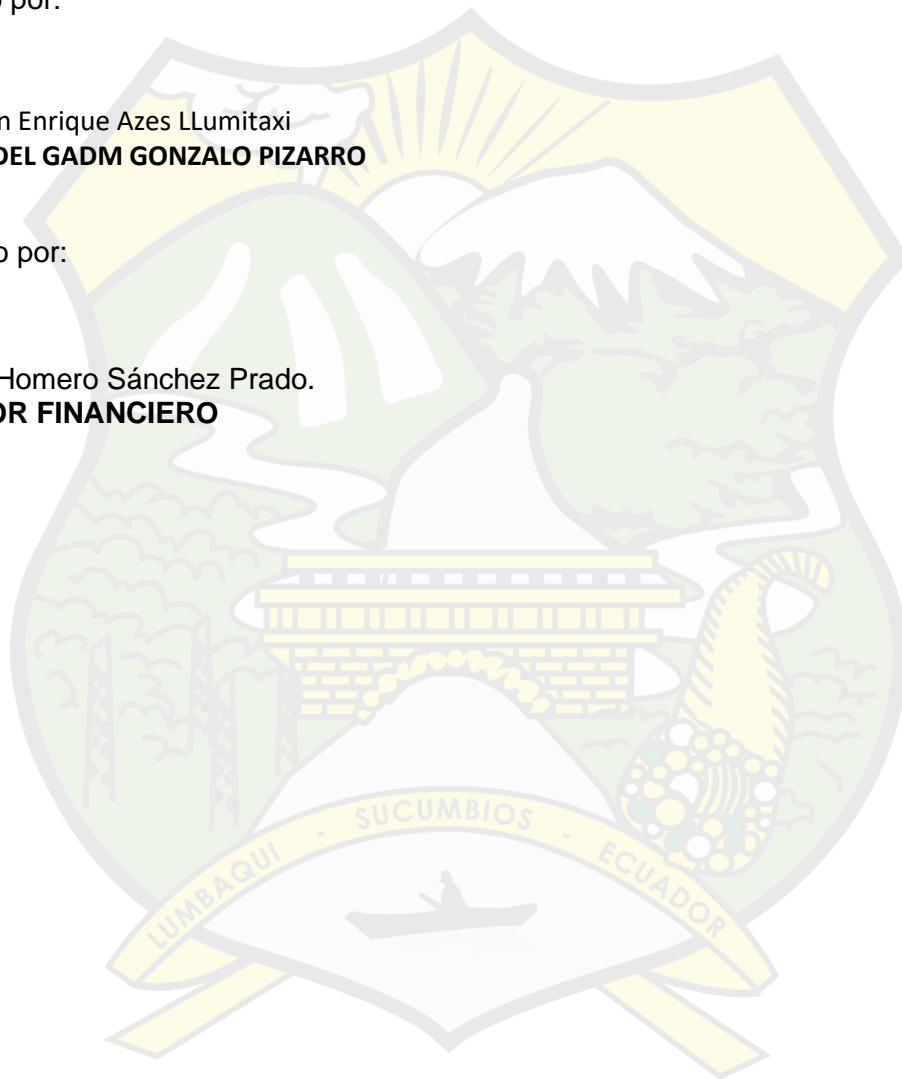 por:
n Enrique Azes LLumitaxi
DEL GADM GONZALO PIZARRO
o por:
Homero Sánchez Prado.
OR FINANCIERO
LUMBAQUI - SUCUMBIOS - ECUADOR